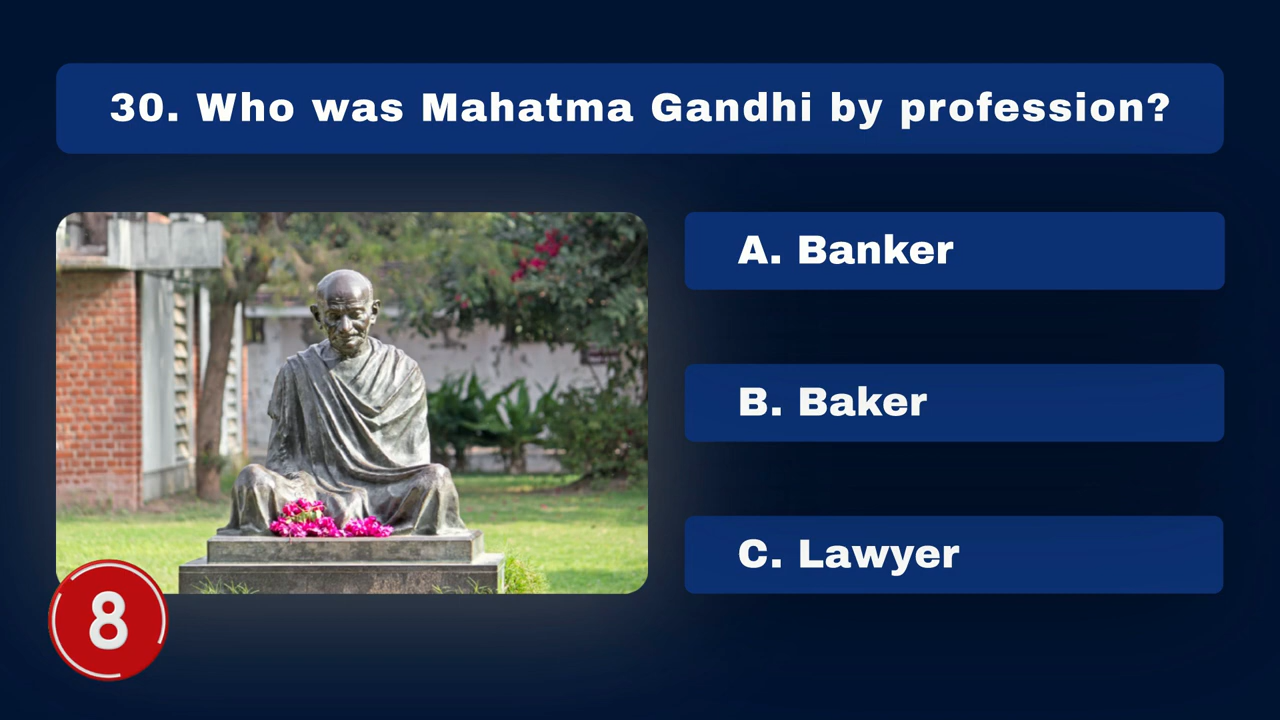 30. Who was Mahatma Gandhi by profession?
A. Banker
B. Baker
C. Lawyer
8